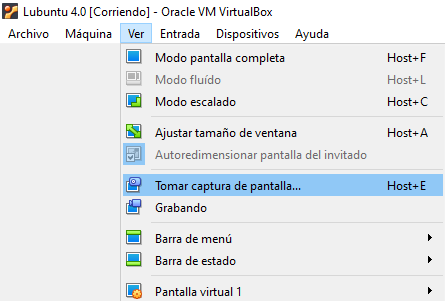 Lubuntu 4.0 [Corriendo] - Oracle VM VirtualBox
Archivo Máquina Ver Entrada Dispositivos Ayuda
Modo pantalla completa Host+F
Modo fluído Host+L
Modo escalado Host+C
Ajustar tamaño de ventana Host+A
Autoredimensionar pantalla del invitado
Tomar captura de pantalla... Host+E
Grabando
Barra de menú
Barra de estado
Pantalla virtual 1